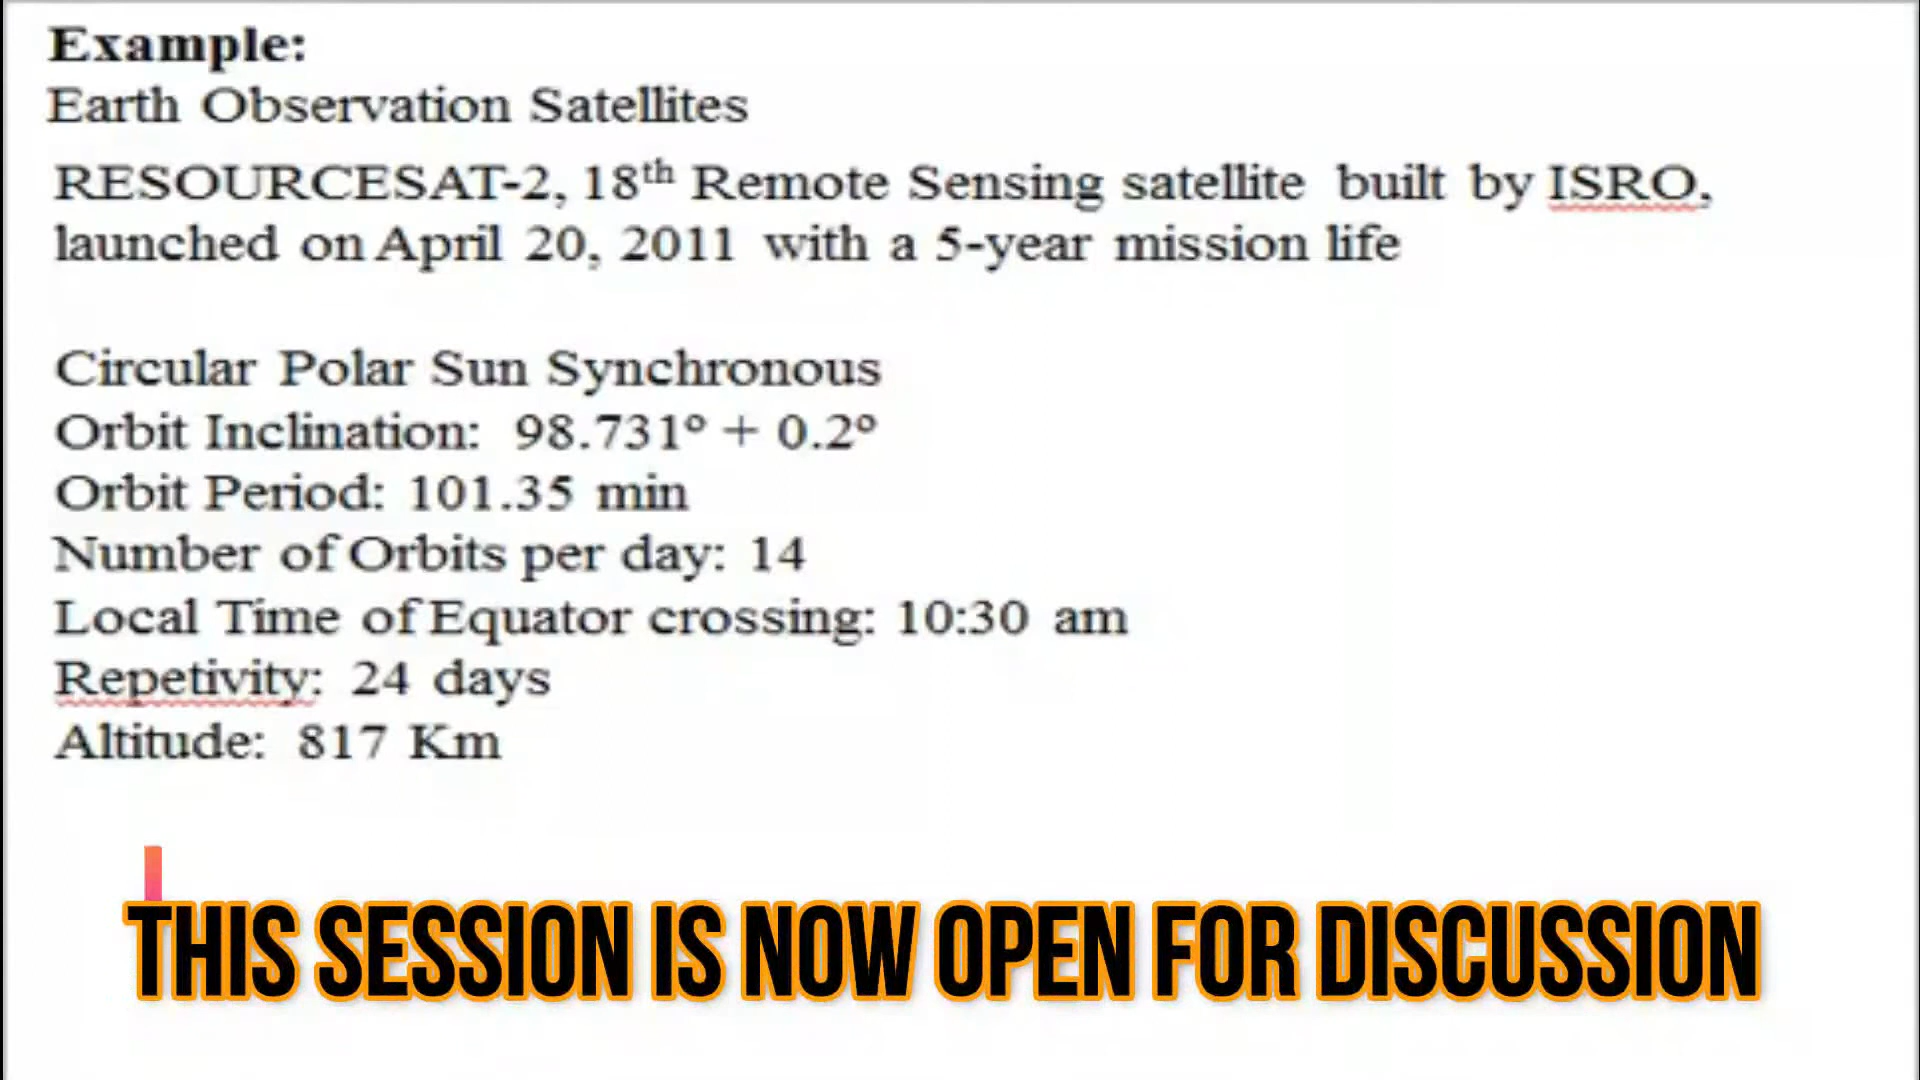 Example:
Earth Observation Satellites
RESOURCESAT-2, 18th Remote Sensing satellite built by ISRO,
launched on April 20, 2011 with a 5-year mission life
Circular Polar Sun Synchronous
Orbit Inclination: 98.731º + 0.2º
Orbit Period: 101.35 min
Number of Orbits per day: 14
Local Time of Equator crossing: 10:30 am
Repetivity: 24 days
Altitude: 817 Km
THIS SESSION IS NOW OPEN FOR DISCUSSION